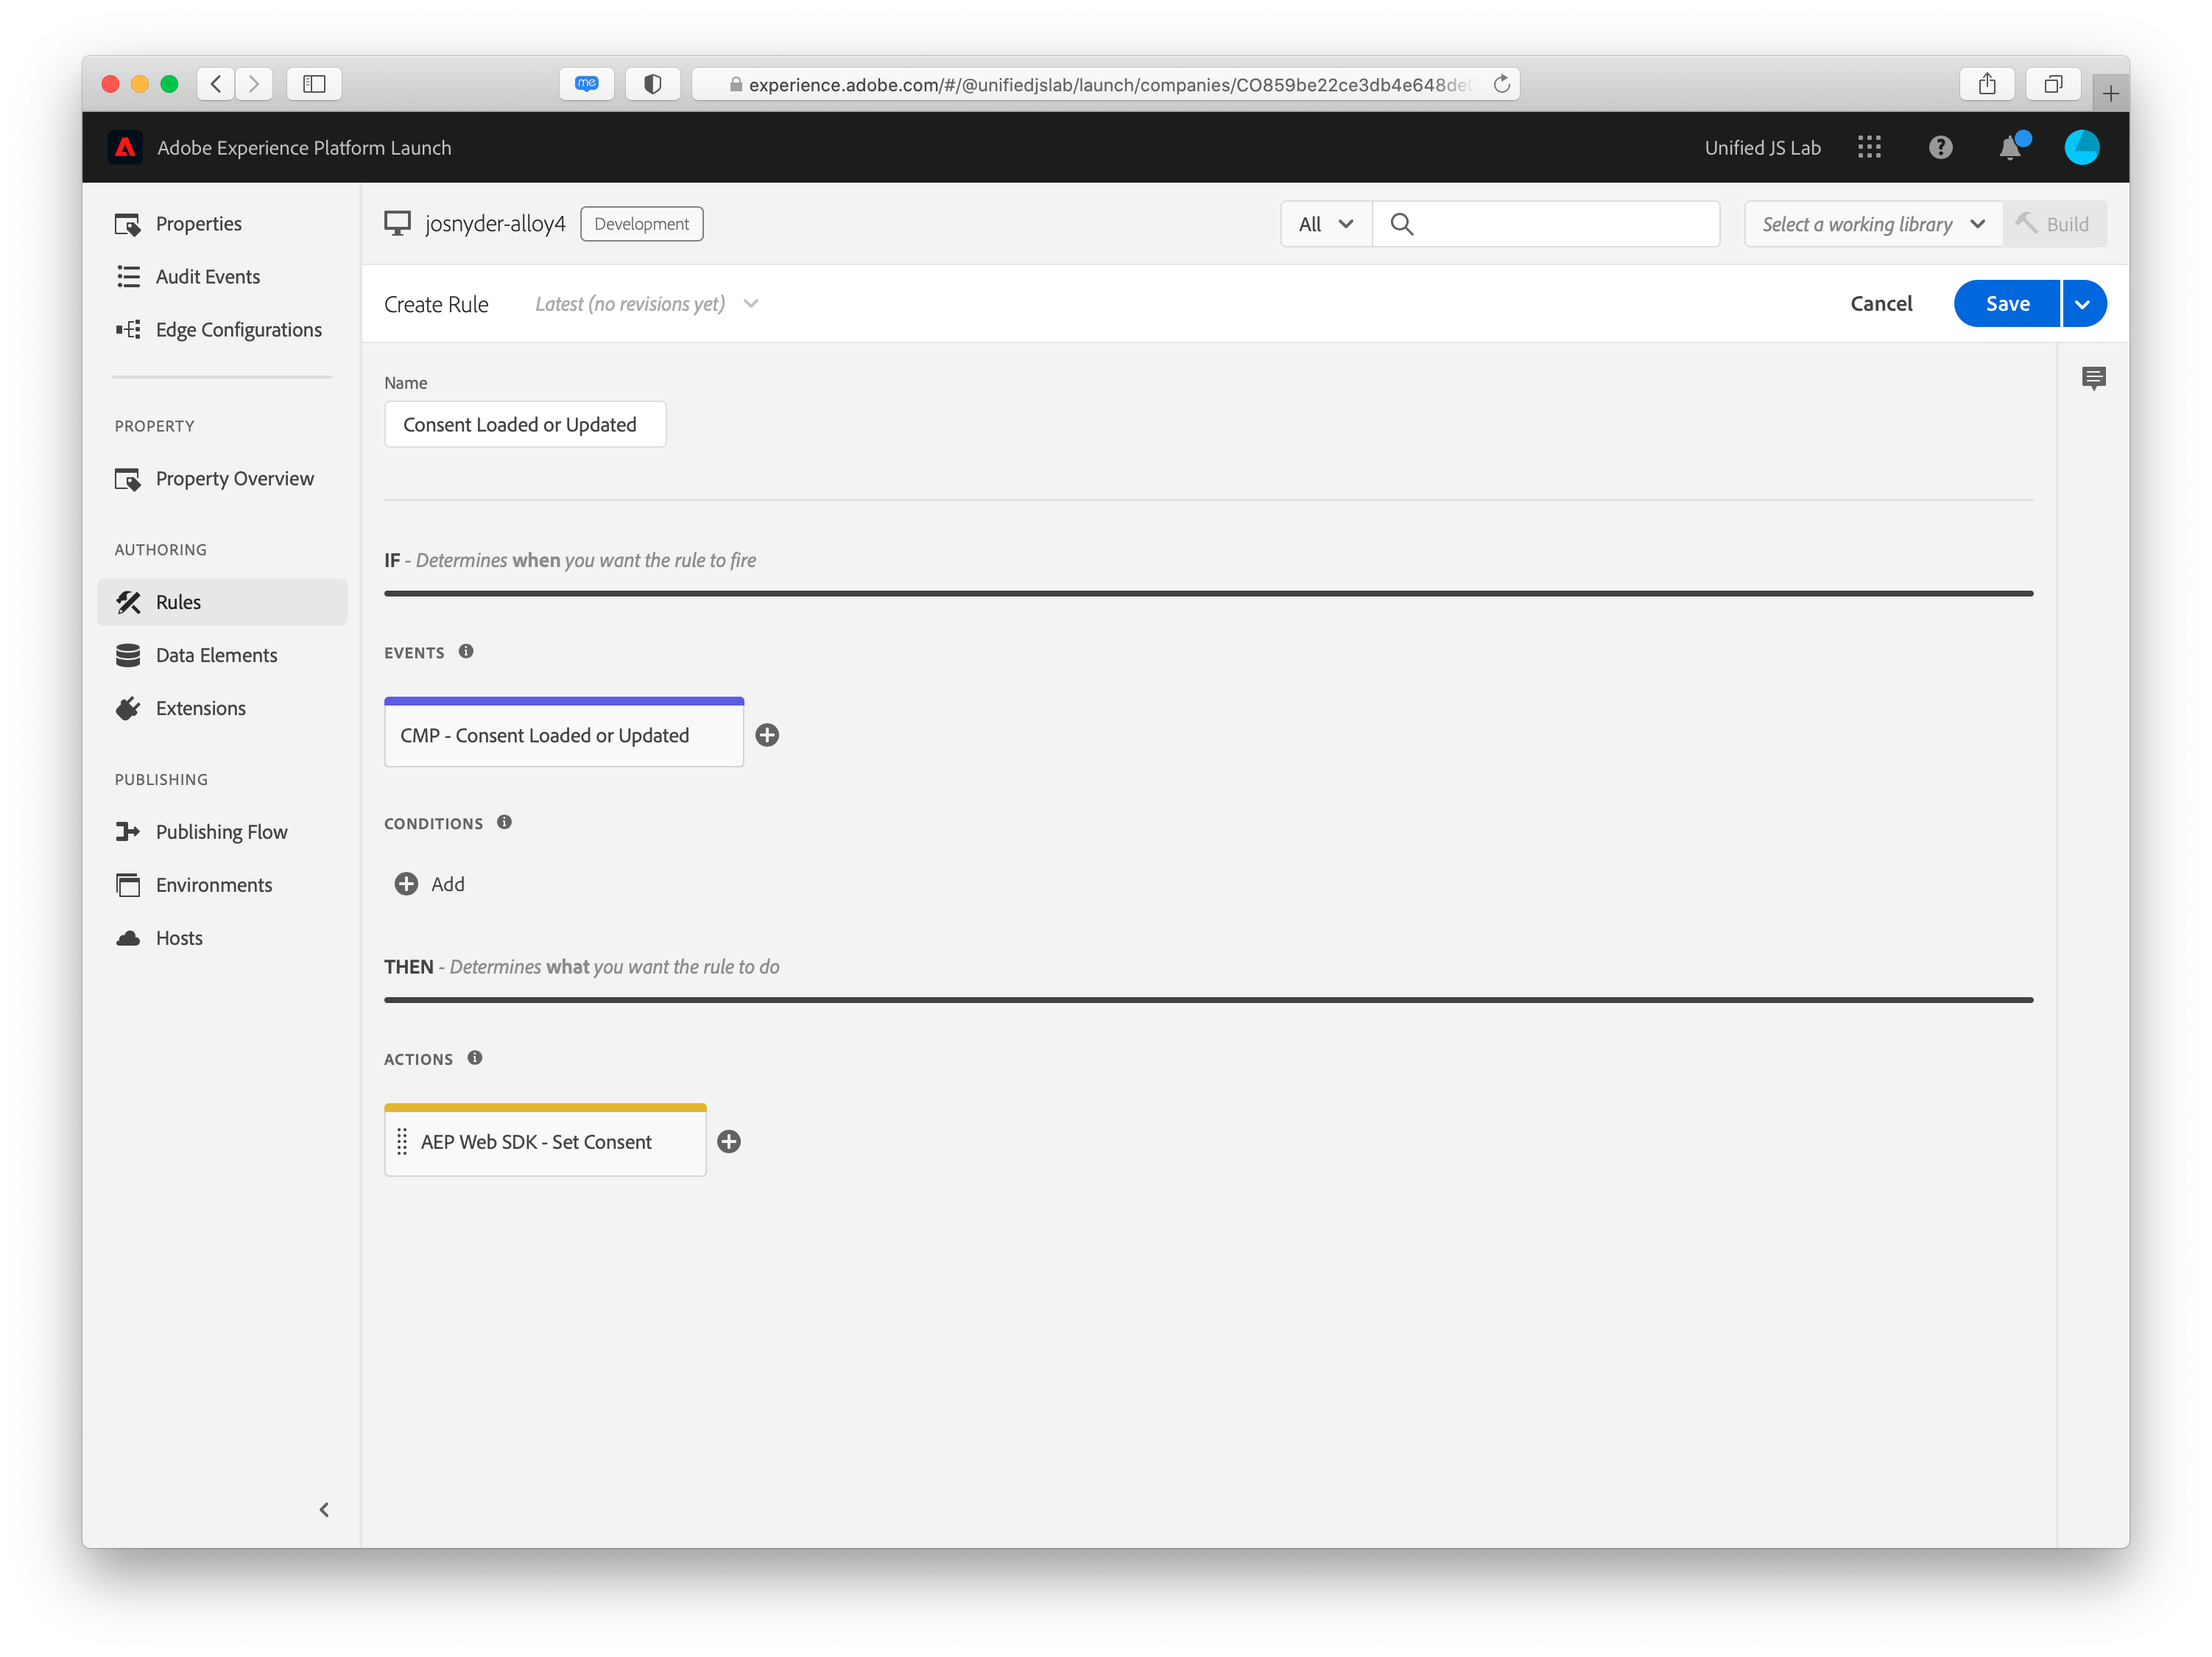 me
experience.adobe.com/#/@unifiedjslab/launch/companies/CO859be22ce3db4e648de
Adobe Experience Platform Launch
Unified JS Lab
Properties
Audit Events
Edge Configurations
PROPERTY
Property Overview
AUTHORING
Rules
Data Elements
Extensions
PUBLISHING
Publishing Flow
Environments
Hosts
josnyder-alloy4
Development
All
Select a working library
Build
Create Rule
Latest (no revisions yet)
Cancel
Save
Name
Consent Loaded or Updated
IF - Determines when you want the rule to fire
EVENTS
CMP - Consent Loaded or Updated
CONDITIONS
Add
THEN - Determines what you want the rule to do
ACTIONS
AEP Web SDK - Set Consent